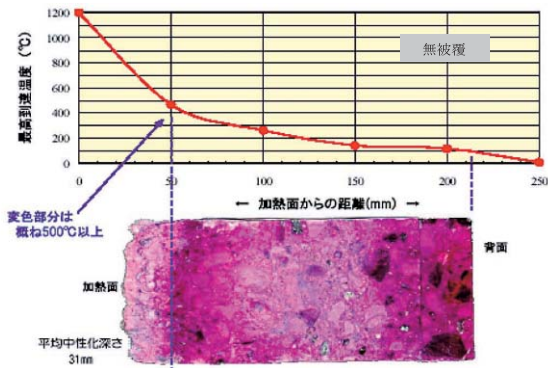 最高到達温度（℃）
1200
1000
800
600
400
200
0
無被覆
0
50
100
150
200
250
← 加熱面からの距離(mm) →
変色部分は
概ね500℃以上
背面
加熱面
平均中性化深さ
31mm